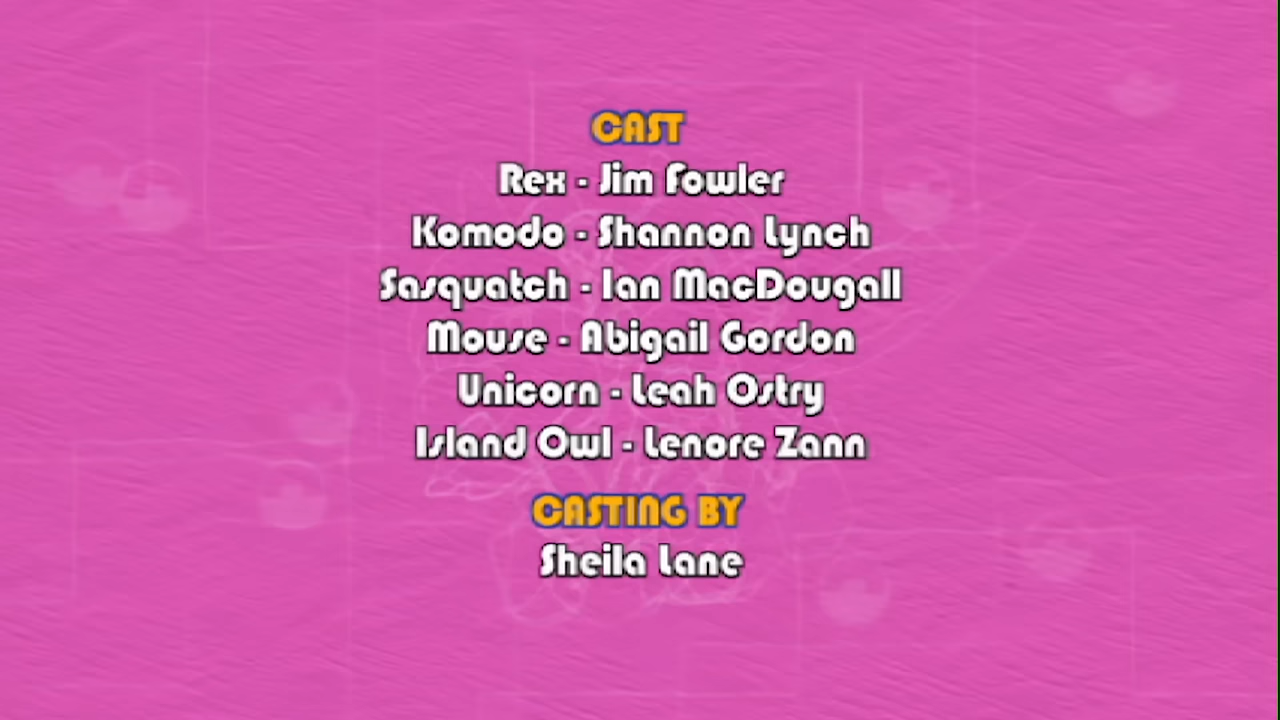 CAST
Rex - Jim Fowler
Komodo - Shannon Lynch
Sasquatch - Ian MacDougall
Mouse - Abigail Gordon
Unicorn - Leah Ostry
Island Owl - Lenore Zann
CASTING BY
Sheila Lane